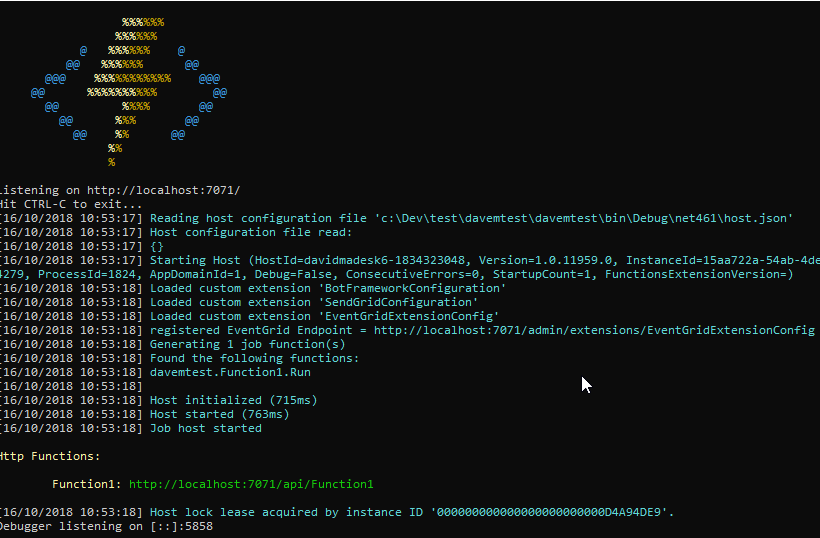 %%%%%%
%%%%%%
@ %%%%%% @
@@ %%%%%% @@
@@@ %%%%%%%%%%% @@@
@@ %%%%%%%%%% @@
@@ %%%% @@
@@ %%% @@
@@ %% @@
%%
%
Listening on http://localhost:7071/
Hit CTRL-C to exit...
[16/10/2018 10:53:17] Reading host configuration file 'c:\Dev\test\davemtest\davemtest\bin\Debug\net461\host.json'
[16/10/2018 10:53:17] Host configuration file read:
[16/10/2018 10:53:17] {}
[16/10/2018 10:53:17] Starting Host (HostId=davidmadesk6-1834323048, Version=1.0.11959.0, InstanceId=15aa722a-54ab-4de
4279, ProcessId=1824, AppDomainId=1, Debug=False, ConsecutiveErrors=0, StartupCount=1, FunctionsExtensionVersion=)
[16/10/2018 10:53:18] Loaded custom extension 'BotFrameworkConfiguration'
[16/10/2018 10:53:18] Loaded custom extension 'SendGridConfiguration'
[16/10/2018 10:53:18] Loaded custom extension 'EventGridExtensionConfig'
[16/10/2018 10:53:18] registered EventGrid Endpoint = http://localhost:7071/admin/extensions/EventGridExtensionConfig
[16/10/2018 10:53:18] Generating 1 job function(s)
[16/10/2018 10:53:18] Found the following functions:
[16/10/2018 10:53:18] davemtest.Function1.Run
[16/10/2018 10:53:18]
[16/10/2018 10:53:18] Host initialized (715ms)
[16/10/2018 10:53:18] Host started (763ms)
[16/10/2018 10:53:18] Job host started
Http Functions:
Function1: http://localhost:7071/api/Function1
[16/10/2018 10:53:18] Host lock lease acquired by instance ID '000000000000000000000000D4A94DE9'.
Debugger listening on [::]:5858